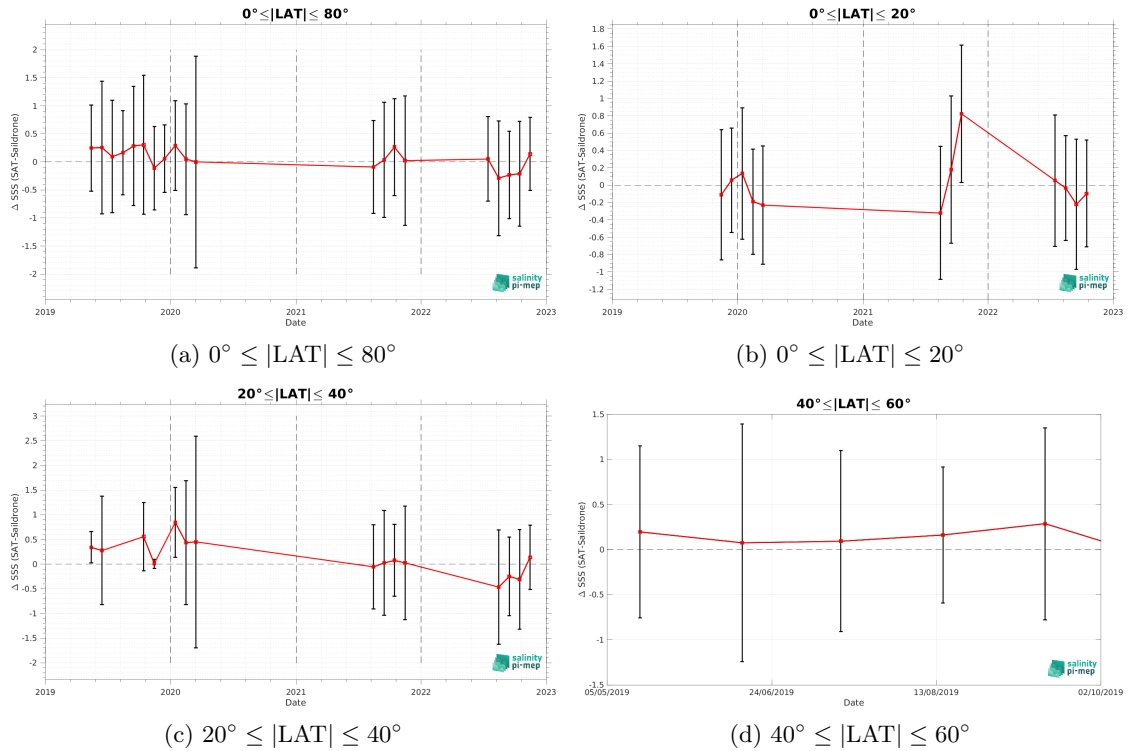 0°≤|LAT|≤ 80°
2
1.5
1
0.5
0
-0.5
-1
-1.5
-2
Δ SSS (SAT-Saildrone)
2019
2020
2021
2022
2023
Date
salinity
pi-mep
(a) 0° ≤ |LAT| ≤ 80°
0°≤|LAT|≤ 20°
1.8
1.6
1.4
1.2
1
0.8
0.6
0.4
0.2
0
-0.2
-0.4
-0.6
-0.8
-1
-1.2
Δ SSS (SAT-Saildrone)
2019
2020
2021
2022
2023
Date
salinity
pi-mep
(b) 0° ≤ |LAT| ≤ 20°
20°≤|LAT|≤ 40°
3
2.5
2
1.5
1
0.5
0
-0.5
-1
-1.5
-2
Δ SSS (SAT-Saildrone)
2019
2020
2021
2022
2023
Date
salinity
pi-mep
(c) 20° ≤ |LAT| ≤ 40°
40°≤|LAT|≤ 60°
1.5
1
0.5
0
-0.5
-1
-1.5
Δ SSS (SAT-Saildrone)
05/05/2019
24/06/2019
13/08/2019
02/10/2019
Date
salinity
pi-mep
(d) 40° ≤ |LAT| ≤ 60°